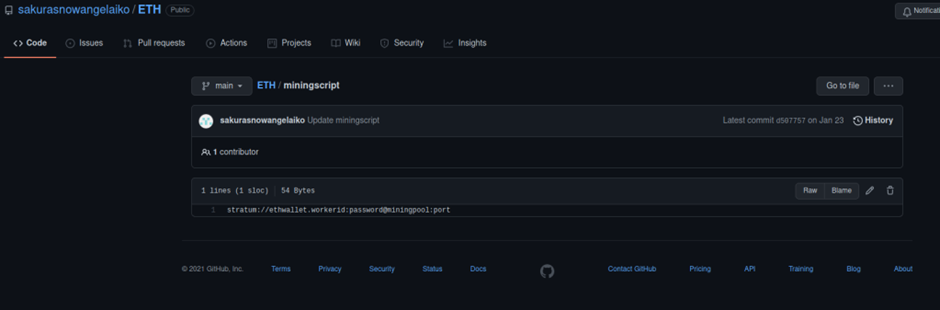 sakurasnowangelaiko / ETH Public
Code Issues Pull requests Actions Projects Wiki Security Insights
main ETH / miningscript Go to file ...
sakurasnowangelaiko Update miningscript Latest commit d507757 on Jan 23 History
1 contributor
1 lines (1 sloc) 54 Bytes Raw Blame
1 stratum://ethwallet.workerid:password@miningpool:port
© 2021 GitHub, Inc. Terms Privacy Security Status Docs Contact GitHub Pricing API Training Blog About